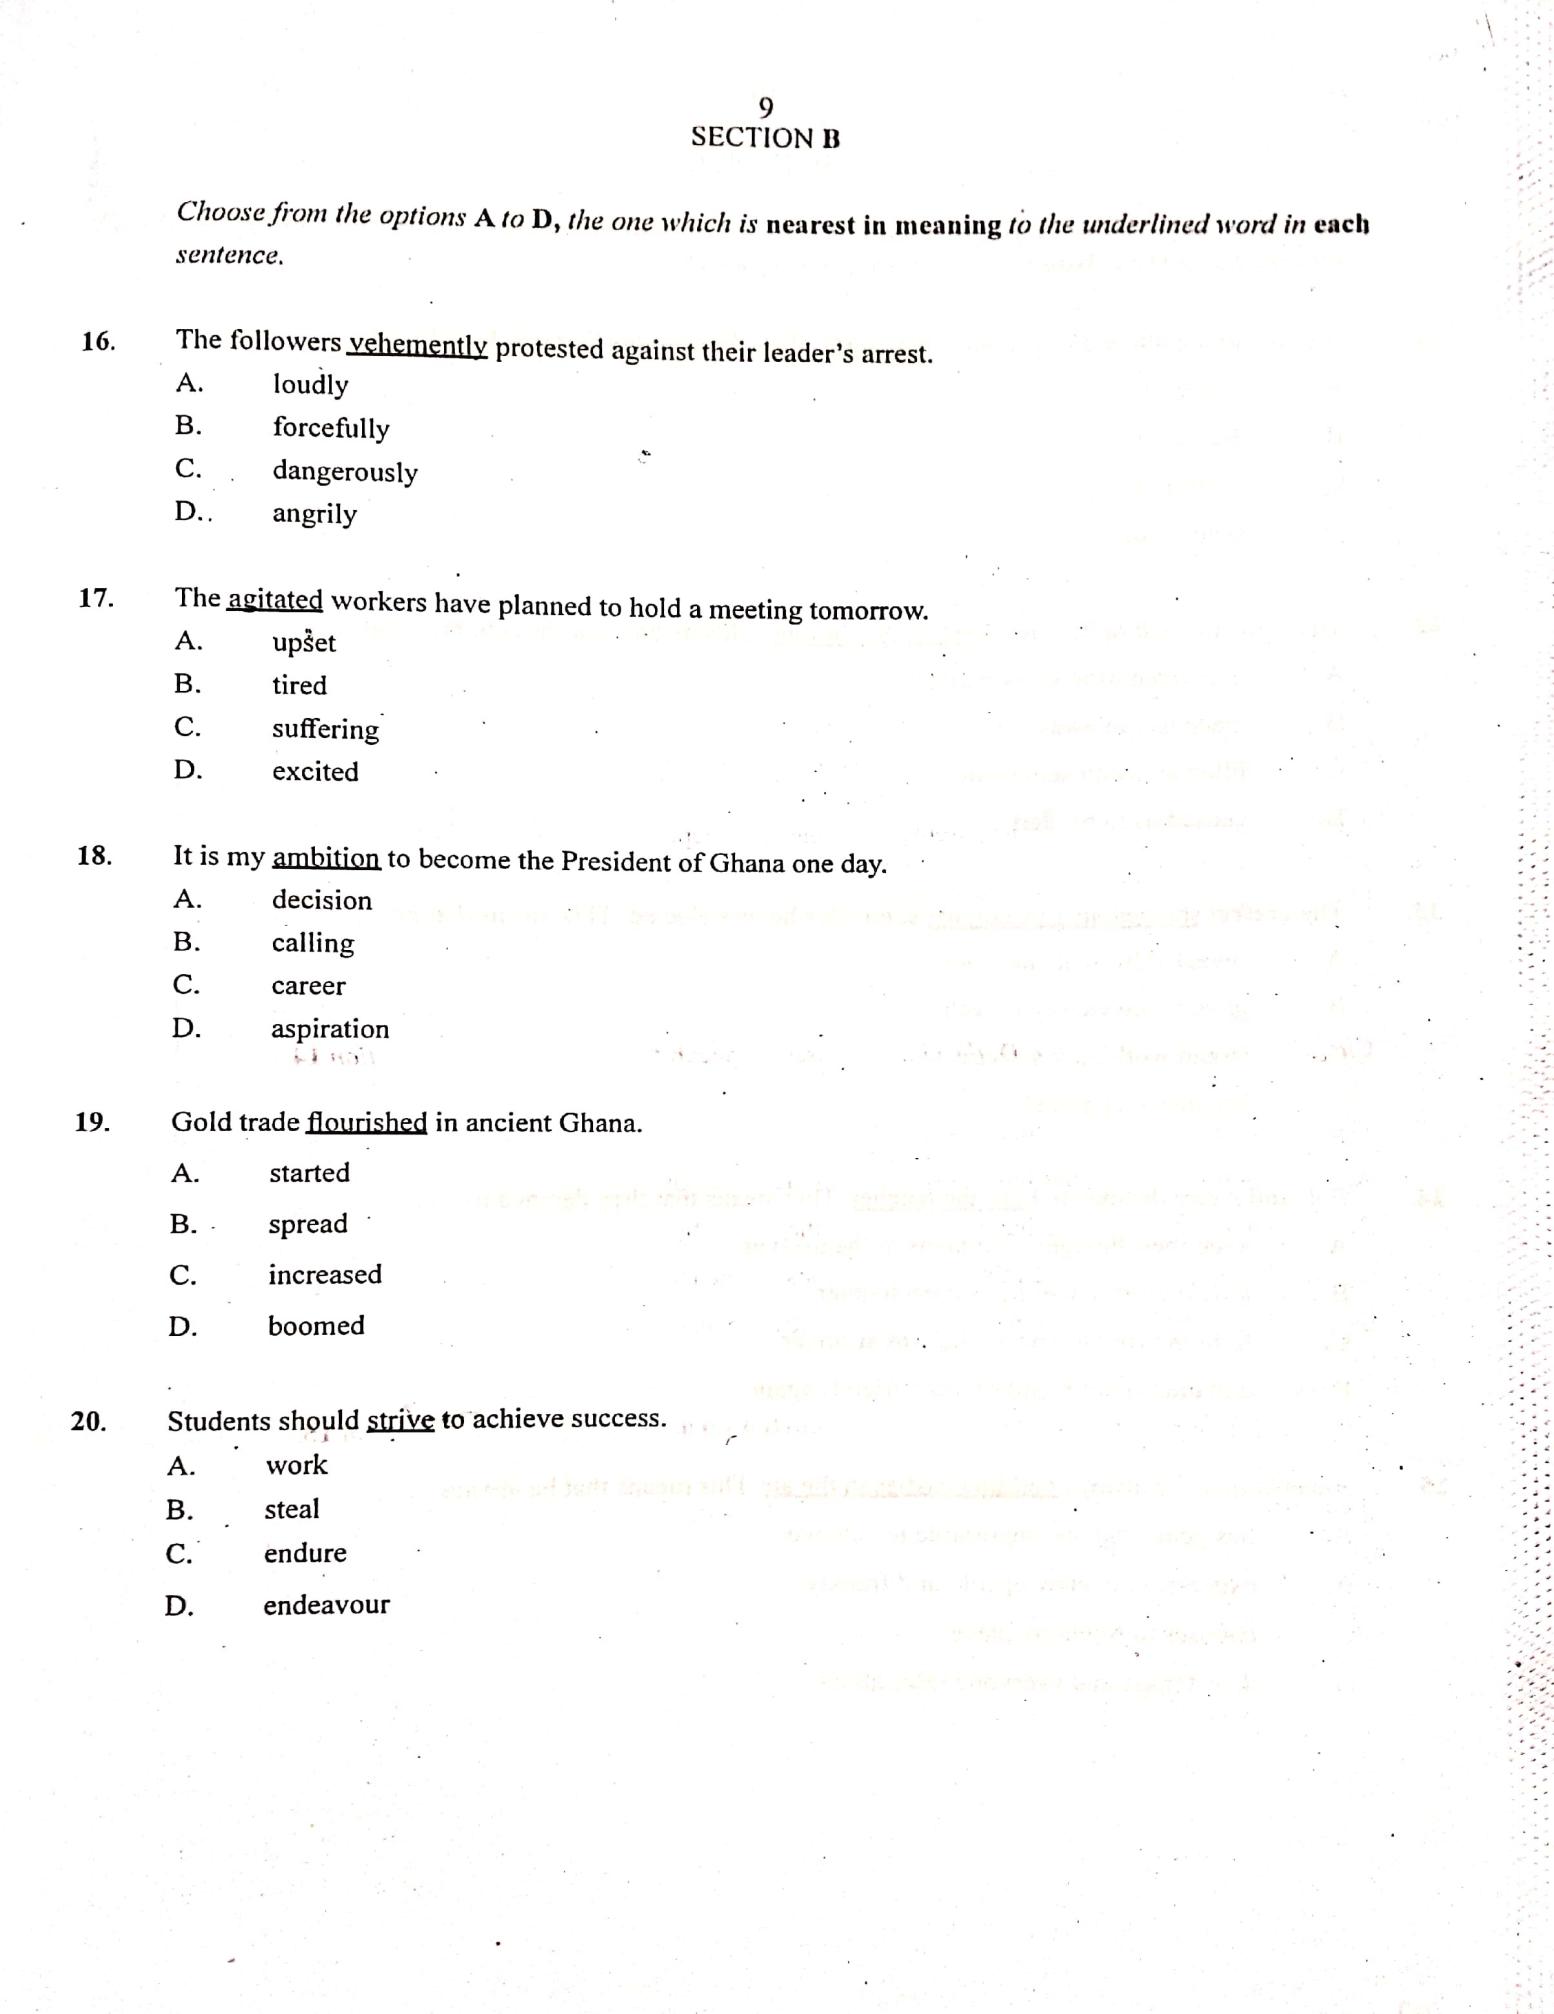 9
SECTION B
Choose from the options A to D, the one which is nearest in meaning to the underlined word in each
sentence.
16. The followers vehemently protested against their leader's arrest.
A. loudly
B. forcefully
C. dangerously
D.. angrily
17. The agitated workers have planned to hold a meeting tomorrow.
A. upset
B. tired
C. suffering
D. excited
18. It is my ambition to become the President of Ghana one day.
A. decision
B. calling
C. career
D. aspiration
19. Gold trade flourished in ancient Ghana.
A. started
B. spread
C. increased
D. boomed
20. Students should strive to achieve success.
A. work
B. steal
C. endure
D. endeavour